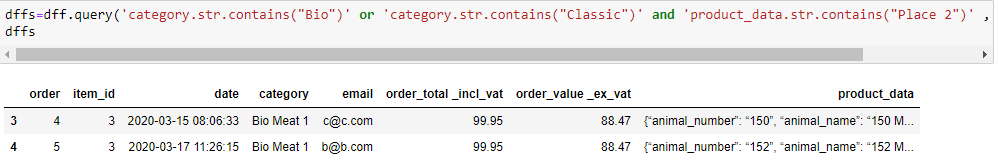 dffs=dff.query('category.str.contains("Bio")' or 'category.str.contains("Classic")' and 'product_data.str.contains("Place 2")' ,
dffs
order item_id date category email order_total _incl_vat order_value _ex_vat product_data
3 4 3 2020-03-15 08:06:33 Bio Meat 1 c@c.com 99.95 88.47 {“animal_number”: “150”, “animal_name”: “150 M...
4 5 3 2020-03-17 11:26:15 Bio Meat 1 b@b.com 99.95 88.47 {“animal_number”: “152”, “animal_name”: “152 M...